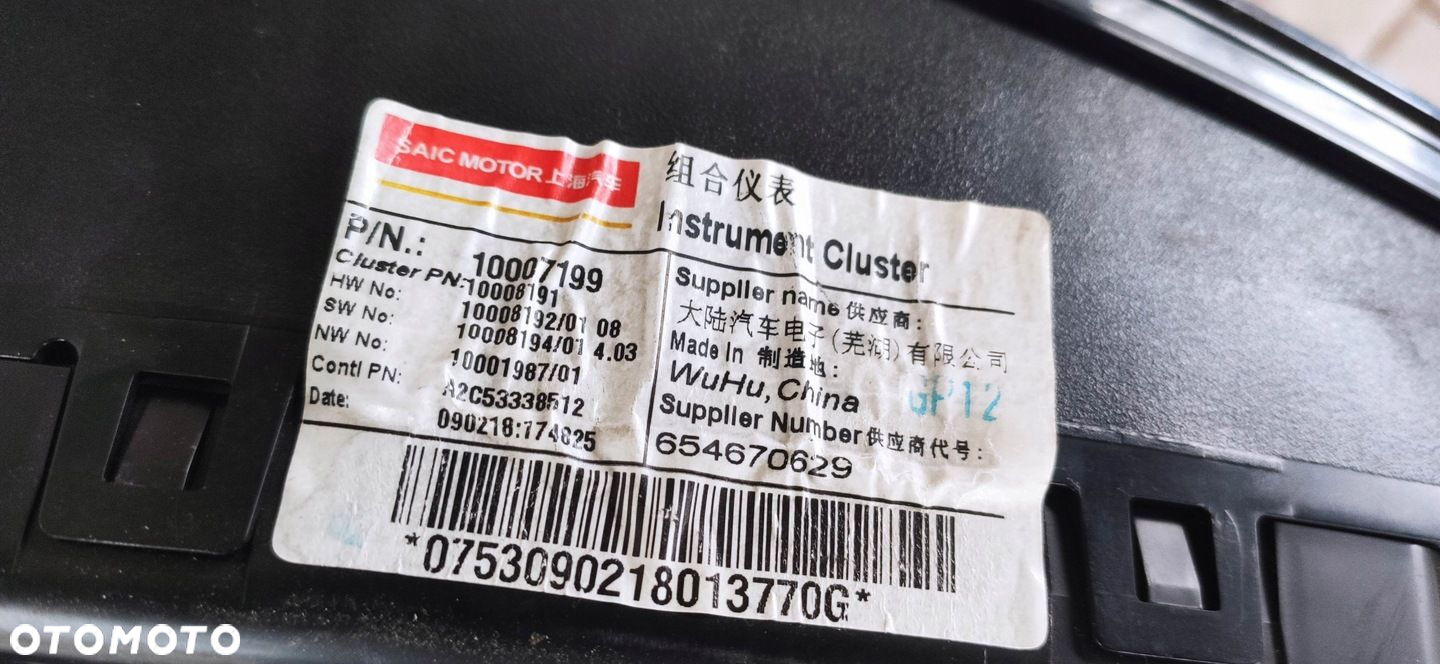 SAIC MOTOR 上海汽车
组合仪表
Instrument Cluster
P/N.: 10007199
Cluster PN: 10008191
HW No: 10008192/01 08
SW No: 10008194/01 4.03
NW No: 10001987/01
Conti PN: A2C53338512
Date: 090218:174825
Supplier name 供应商:
大陆汽车电子(芜湖)有限公司
Made In 制造地:
WuHu, China
GP12
Supplier Number 供应商代号:
654670629
*0753090218013770G*
OTOMOTO